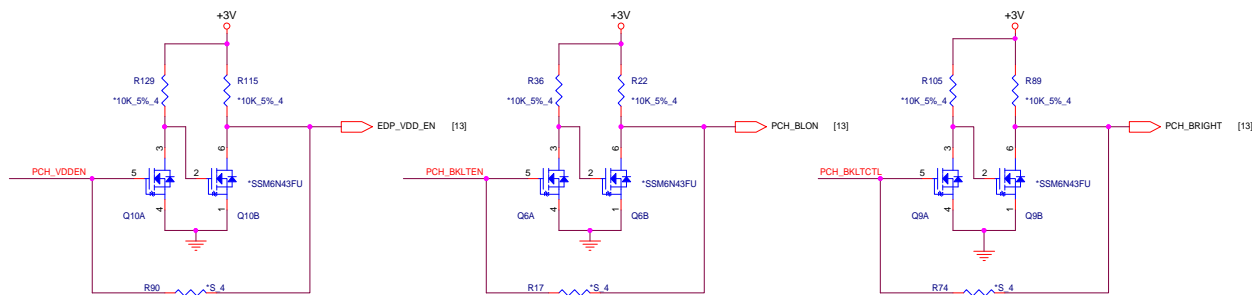 +3V
R129
*10K_5%_4
R115
*10K_5%_4
EDP_VDD_EN [13]
3
6
PCH_VDDEN
5
2
*SSM6N43FU
4
1
Q10A
Q10B
R90
*S_4
+3V
R36
*10K_5%_4
R22
*10K_5%_4
PCH_BLON [13]
3
6
PCH_BKLTEN
5
2
*SSM6N43FU
4
1
Q6A
Q6B
R17
*S_4
+3V
R105
*10K_5%_4
R89
*10K_5%_4
PCH_BRIGHT [13]
3
6
PCH_BKLTCTL
5
2
*SSM6N43FU
4
1
Q9A
Q9B
R74
*S_4